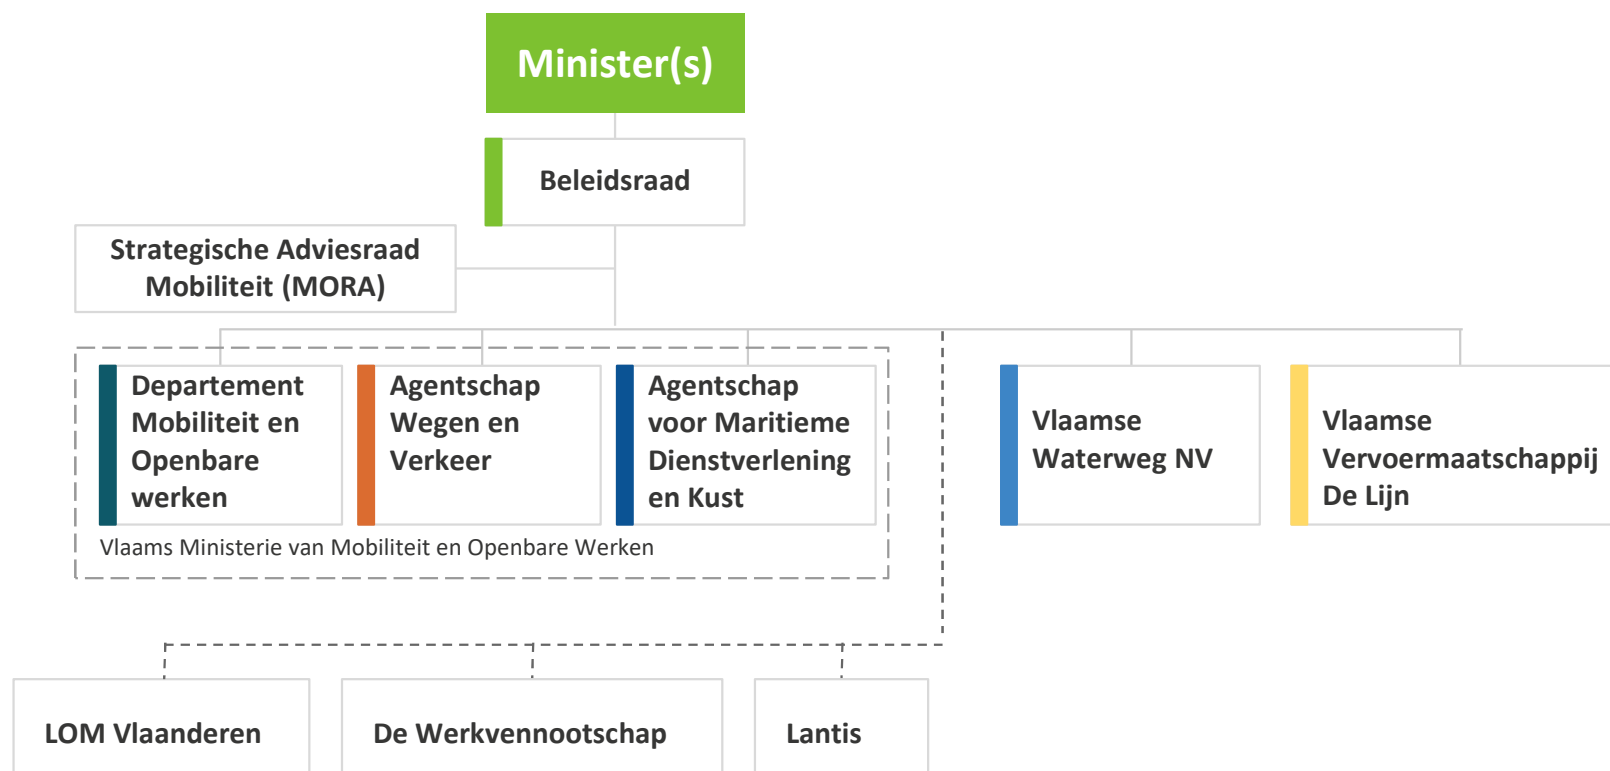 Minister(s)
Beleidsraad
Strategische Adviesraad
Mobiliteit (MORA)
Departement
Mobiliteit en
Openbare
werken
Agentschap
Wegen en
Verkeer
Agentschap
voor Maritieme
Dienstverlening
en Kust
Vlaamse
Waterweg NV
Vlaamse
Vervoermaatschappij
De Lijn
Vlaams Ministerie van Mobiliteit en Openbare Werken
LOM Vlaanderen
De Werkvennootschap
Lantis